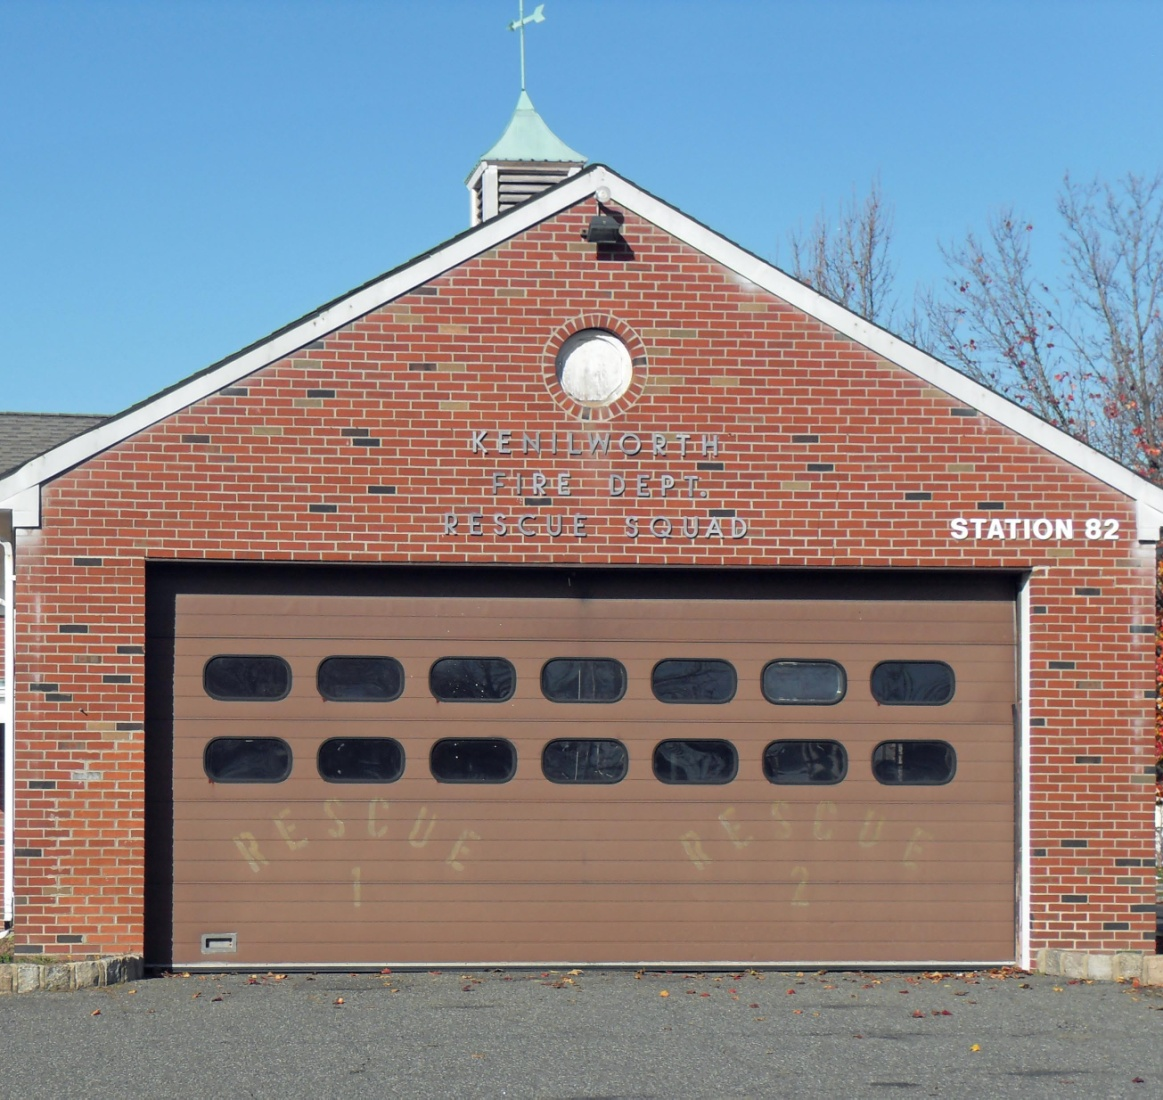 KENILWORTH
FIRE DEPT.
RESCUE SQUAD
STATION 82
RESCUE
1
RESCUE
2